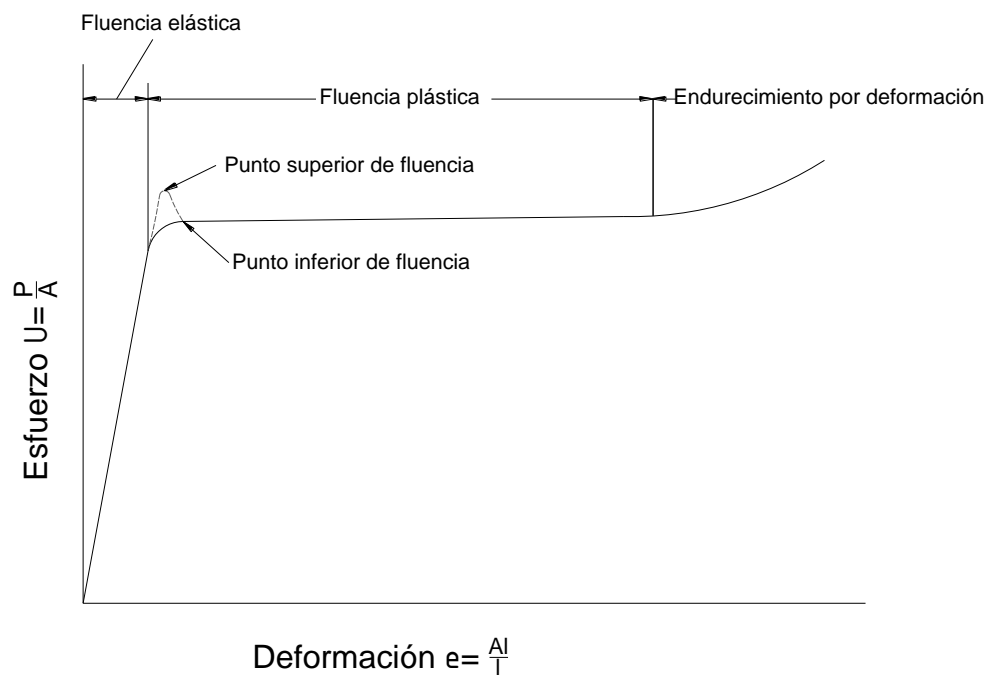 Fluencia elástica
Fluencia plástica
Endurecimiento por deformación
Punto superior de fluencia
Punto inferior de fluencia
Esfuerzo U= P/A
Deformación e= Al/l